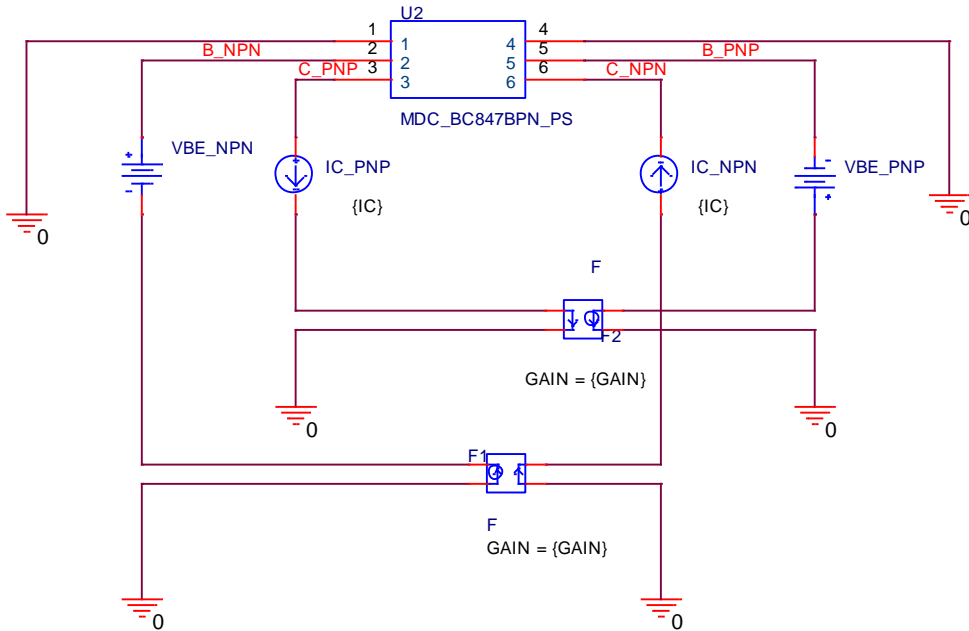 U2
1
2
3
4
5
6
1
2
3
4
5
6
B_NPN
C_PNP
B_PNP
C_NPN
MDC_BC847BPN_PS
VBE_NPN
IC_PNP
{IC}
IC_NPN
{IC}
VBE_PNP
0
0
F
F2
GAIN = {GAIN}
0
0
F1
F
GAIN = {GAIN}
0
0